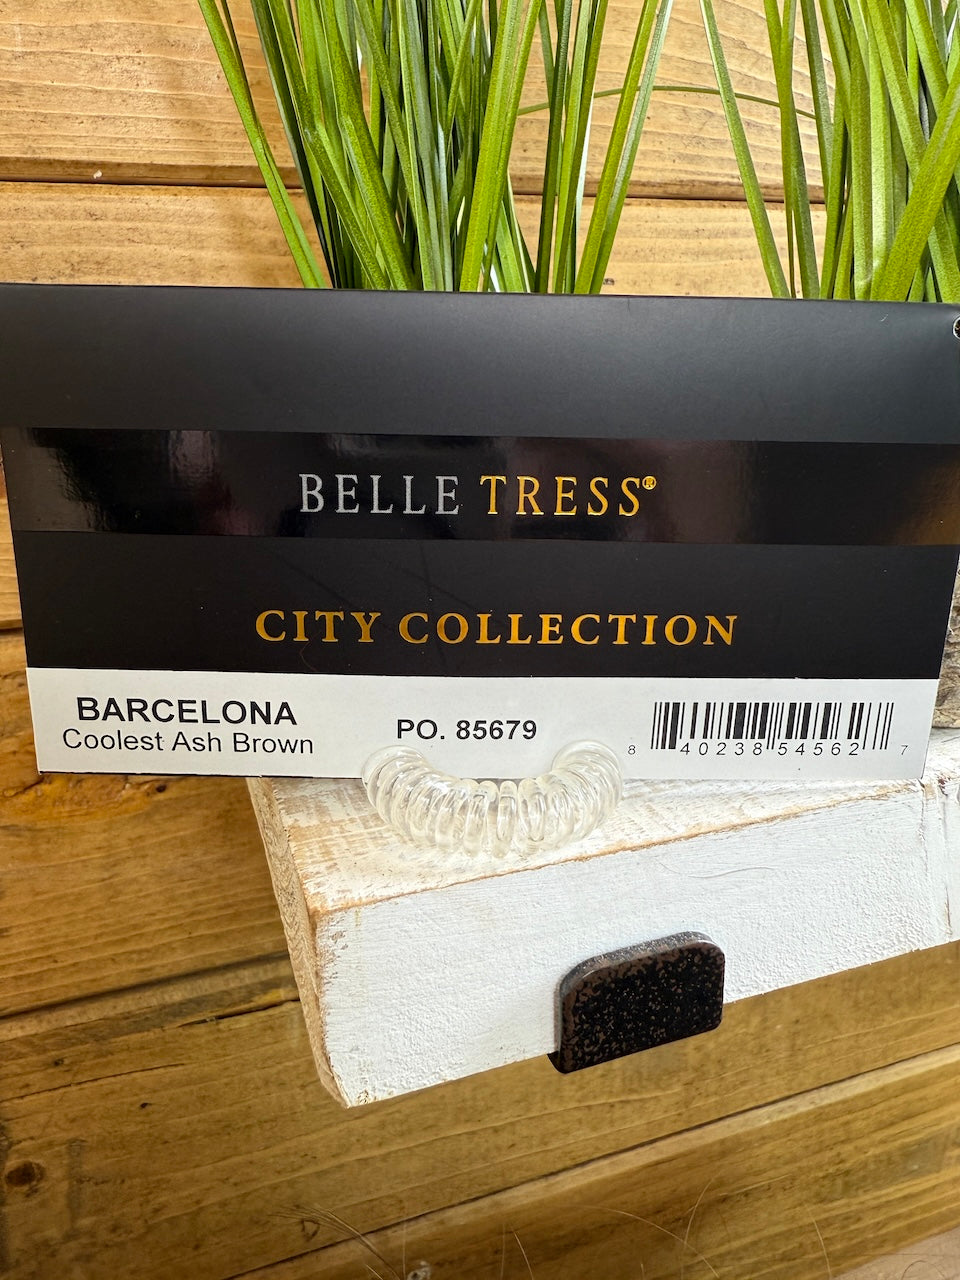 BELLE TRESS®
CITY COLLECTION
BARCELONA
Coolest Ash Brown
PO. 85679
8 40238 54562 7